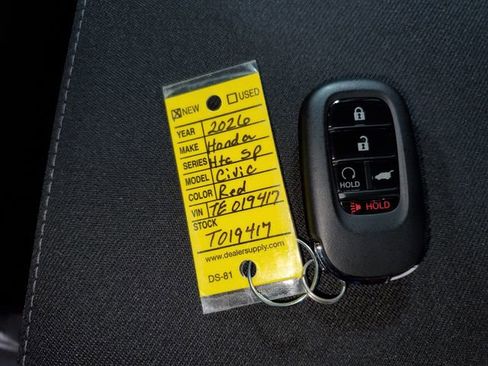 ☒ NEW ☐ USED
YEAR 2026
MAKE Honda
SERIES Htc SP
MODEL Civic
COLOR Red
VIN TE019417
STOCK
T019417
www.dealersupply.com
DS-81
HOLD
HOLD